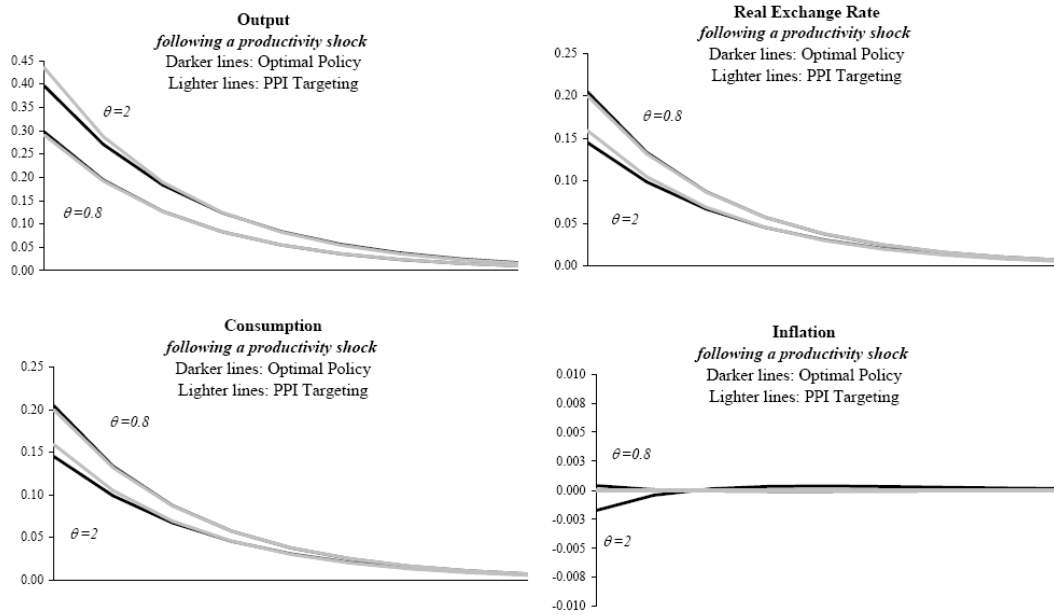 Output
following a productivity shock
Darker lines: Optimal Policy
Lighter lines: PPI Targeting
0.45
0.40
0.35
0.30
0.25
0.20
0.15
0.10
0.05
0.00
θ=2
θ=0.8
Real Exchange Rate
following a productivity shock
Darker lines: Optimal Policy
Lighter lines: PPI Targeting
0.25
0.20
0.15
0.10
0.05
0.00
θ=0.8
θ=2
Consumption
following a productivity shock
Darker lines: Optimal Policy
Lighter lines: PPI Targeting
0.25
0.20
0.15
0.10
0.05
0.00
θ=0.8
θ=2
Inflation
following a productivity shock
Darker lines: Optimal Policy
Lighter lines: PPI Targeting
0.010
0.008
0.005
0.003
0.000
-0.003
-0.005
-0.008
-0.010
θ=0.8
θ=2